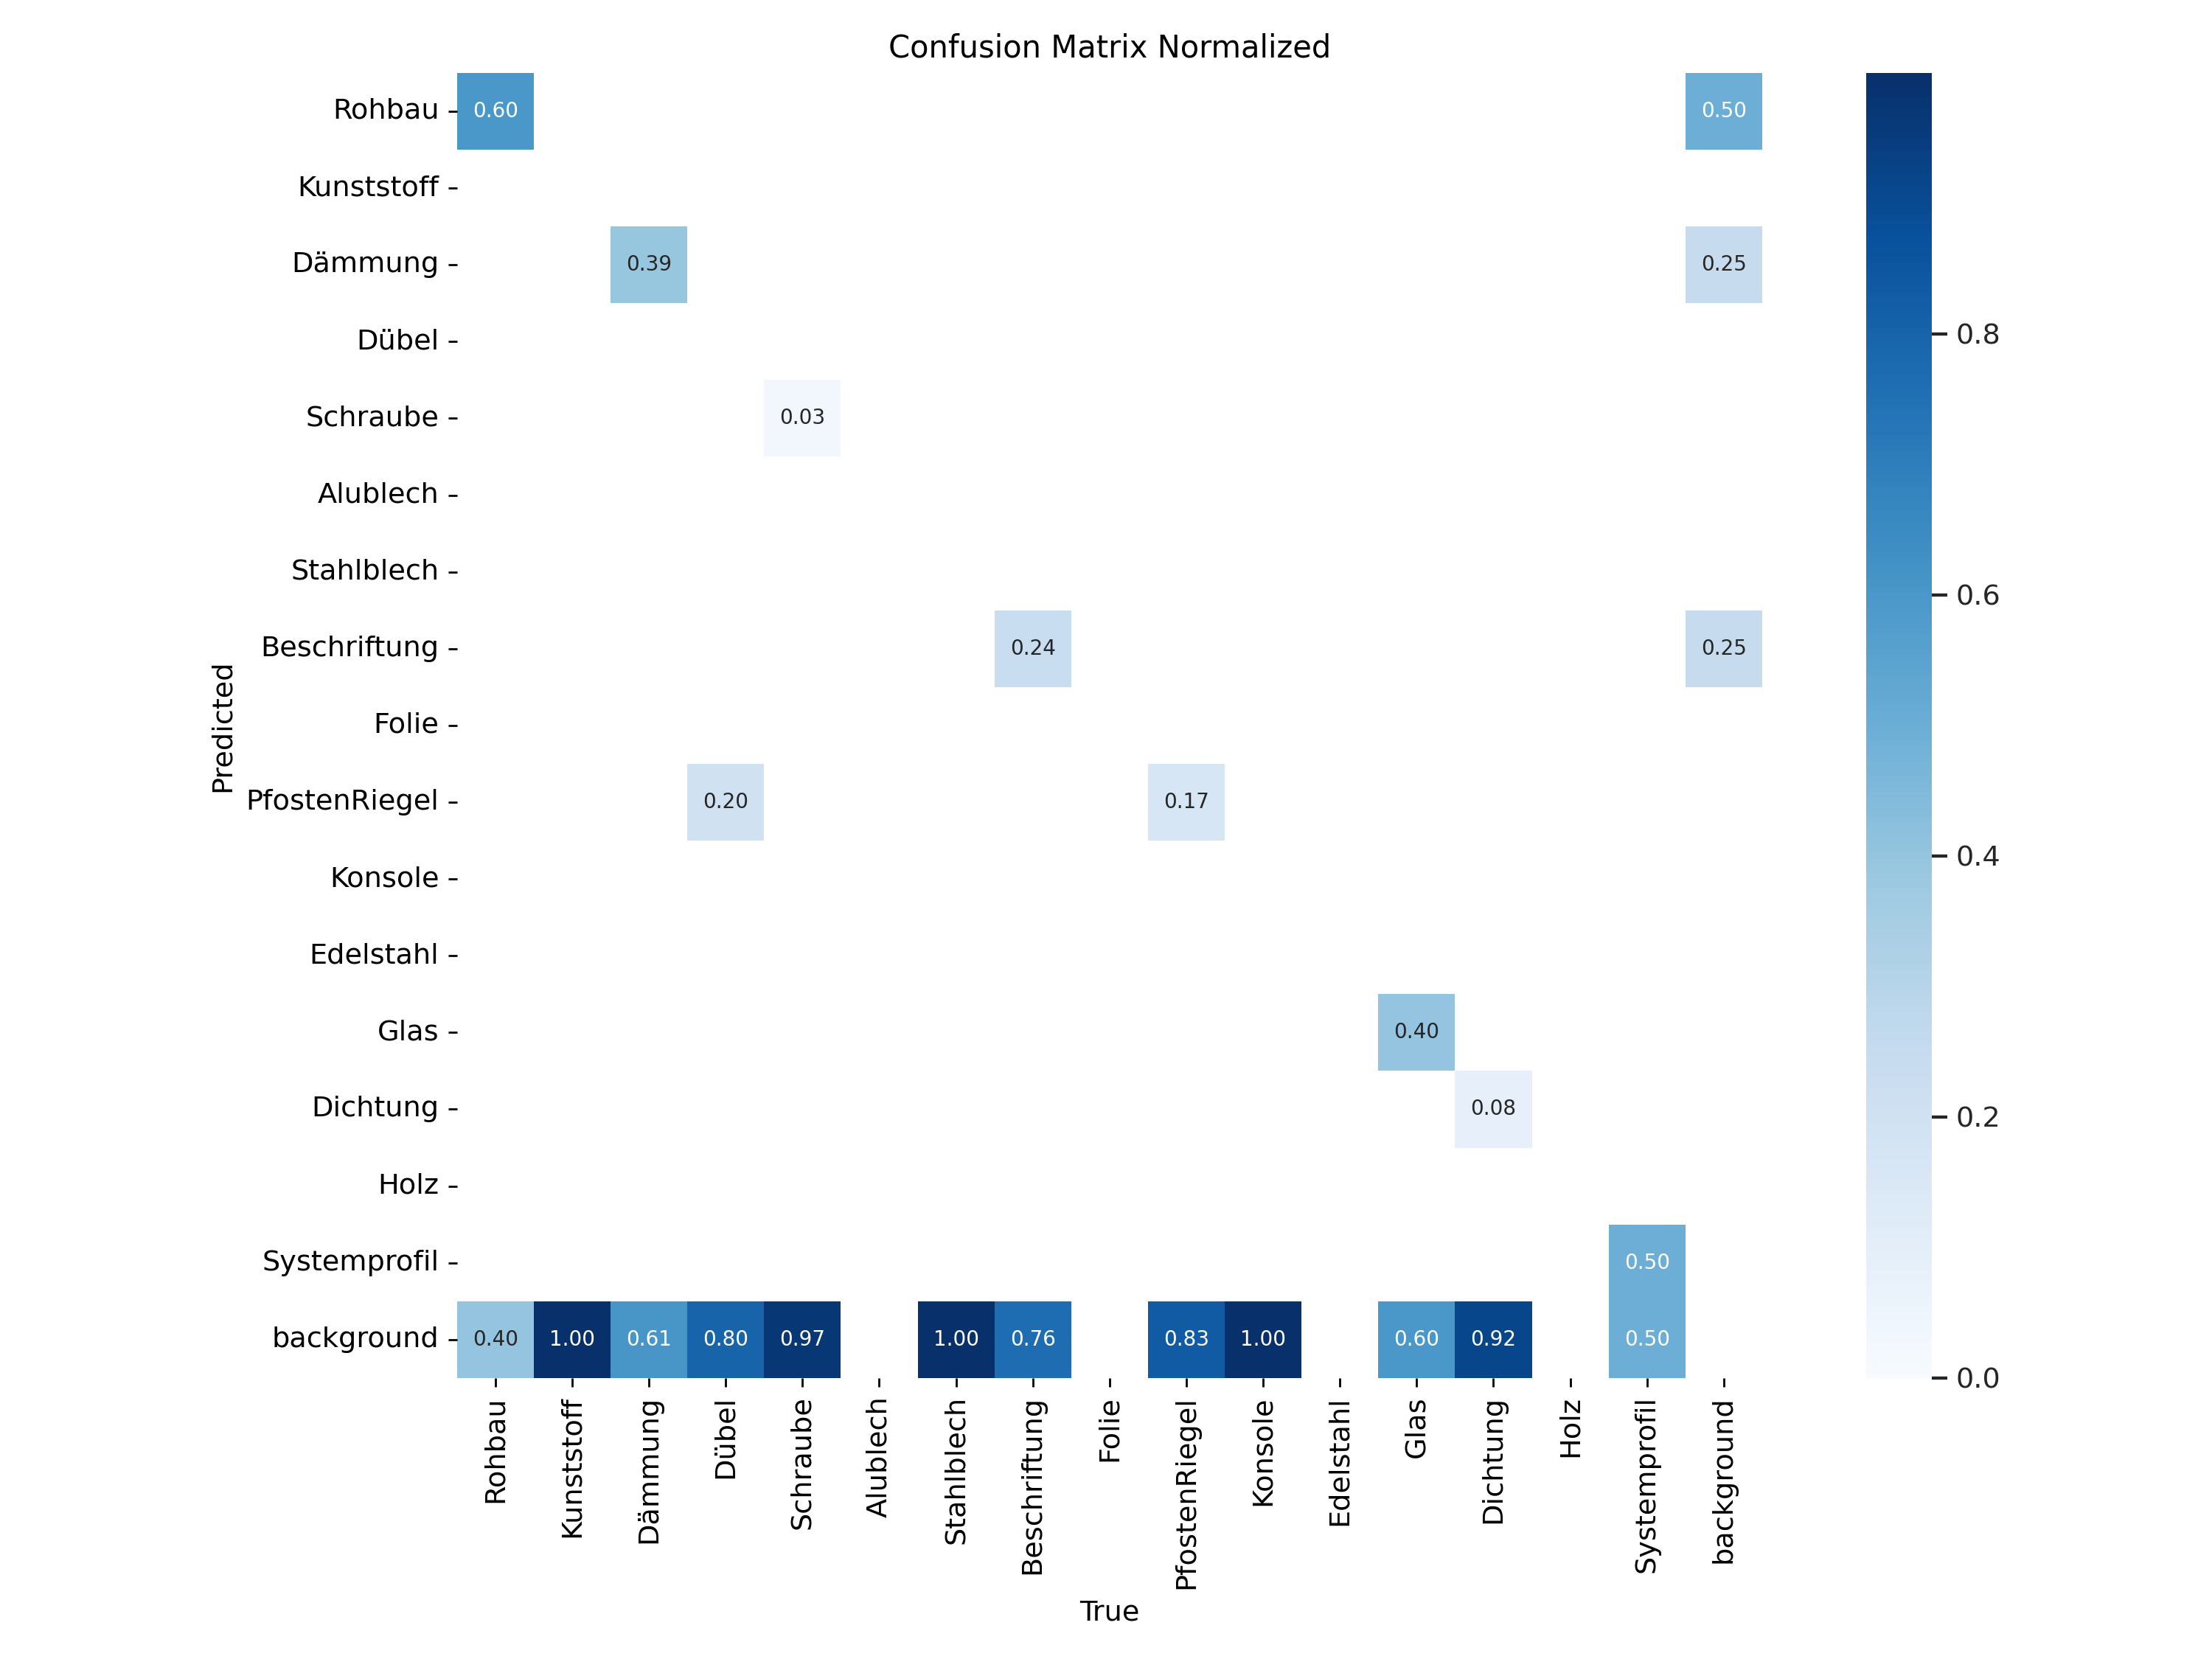 Confusion Matrix Normalized
Rohbau
0.60
0.50
Kunststoff
Dämmung
0.39
0.25
Dübel
Schraube
0.03
Alublech
Stahlblech
Beschriftung
0.24
0.25
Folie
PfostenRiegel
0.20
0.17
Konsole
Edelstahl
Glas
0.40
Dichtung
0.08
Holz
Systemprofil
0.50
background
0.40
1.00
0.61
0.80
0.97
1.00
0.76
0.83
1.00
0.60
0.92
0.50
Predicted
Rohbau
Kunststoff
Dämmung
Dübel
Schraube
Alublech
Stahlblech
Beschriftung
Folie
PfostenRiegel
Konsole
Edelstahl
Glas
Dichtung
Holz
Systemprofil
background
True
0.8
0.6
0.4
0.2
0.0